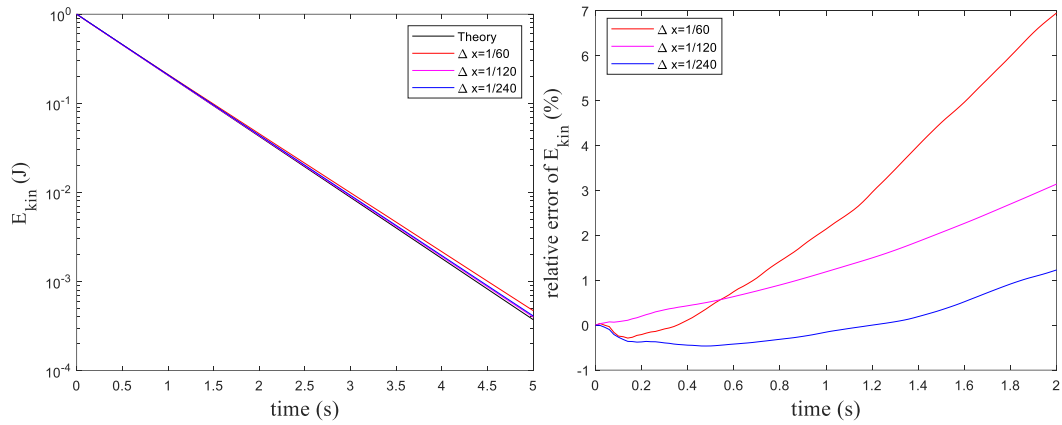 10^0
10^-1
10^-2
10^-3
10^-4
E_kin (J)
0 0.5 1 1.5 2 2.5 3 3.5 4 4.5 5
time (s)
Theory
Δ x=1/60
Δ x=1/120
Δ x=1/240
7
6
5
4
3
2
1
0
-1
relative error of E_kin (%)
0 0.2 0.4 0.6 0.8 1 1.2 1.4 1.6 1.8 2
time (s)
Δ x=1/60
Δ x=1/120
Δ x=1/240